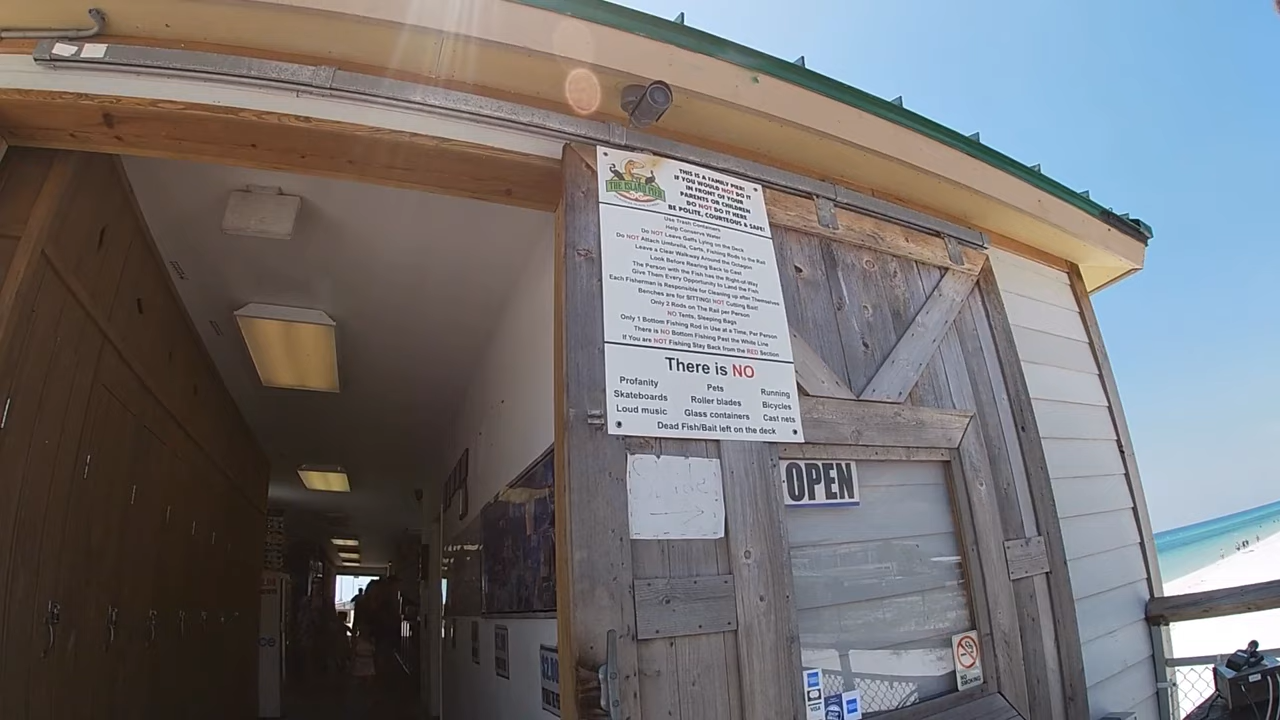 THE ISLAND PIER
THIS IS A FAMILY PIER!
IF YOU WOULD NOT DO IT
IN FRONT OF YOUR
PARENTS OR CHILDREN
DO NOT DO IT HERE
BE POLITE, COURTEOUS & SAFE!
Use Trash Containers
Help Conserve Water
Do NOT Leave Gaffs Lying on the Deck
Do NOT Attach Umbrella, Carts, Fishing Rods to the Rail
Leave a Clear Walkway Around the Octagon
Look Before Rearing Back to Cast
The Person with the Fish has the Right-of-Way
Give Them Every Opportunity to Land the Fish
Each Fisherman is Responsible for Cleaning up after Themselves
Benches are for SITTING! NOT Cutting Bait!
Only 2 Rods on The Rail per Person
NO Tents, Sleeping Bags
Only 1 Bottom Fishing Rod in Use at a Time, Per Person
There is NO Bottom Fishing Past the White Line
If You are NOT Fishing Stay Back from the RED Section
There is NO
Profanity Pets Running
Skateboards Roller blades Bicycles
Loud music Glass containers Cast nets
Dead Fish/Bait left on the deck
OPEN
NO
SMOKING
VISA
$2.00
ce